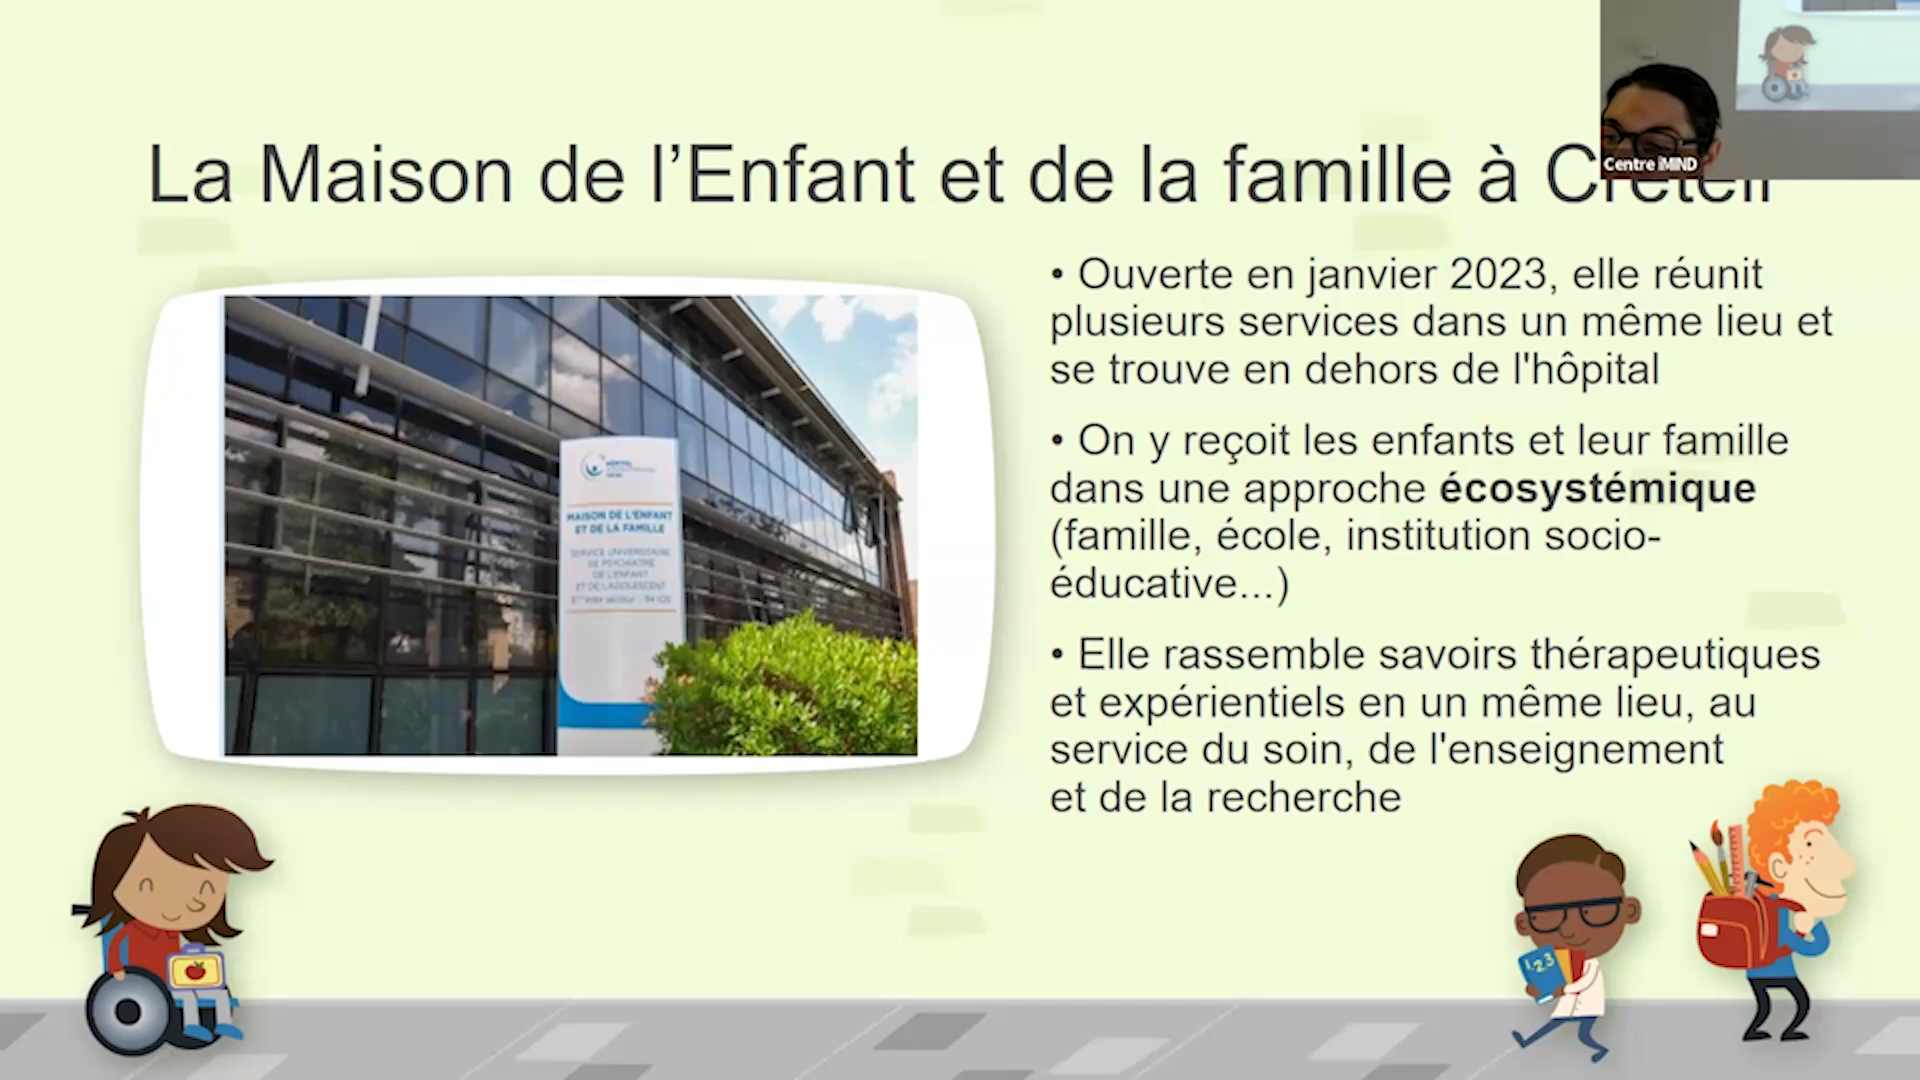 La Maison de l’Enfant et de la famille à Créteil
Centre iMIND
• Ouverte en janvier 2023, elle réunit
plusieurs services dans un même lieu et
se trouve en dehors de l'hôpital
• On y reçoit les enfants et leur famille
dans une approche écosystémique
(famille, école, institution socio-
éducative...)
• Elle rassemble savoirs thérapeutiques
et expérientiels en un même lieu, au
service du soin, de l'enseignement
et de la recherche
MAISON DE L'ENFANT
ET DE LA FAMILLE
SERVICE UNIVERSITAIRE
DE PSYCHIATRIE
DE L'ENFANT
ET DE L'ADOLESCENT
123